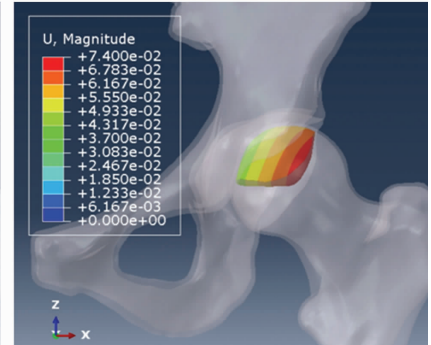 U, Magnitude
+7.400e-02
+6.783e-02
+6.167e-02
+5.550e-02
+4.933e-02
+4.317e-02
+3.700e-02
+3.083e-02
+2.467e-02
+1.850e-02
+1.233e-02
+6.167e-03
+0.000e+00
Z
X